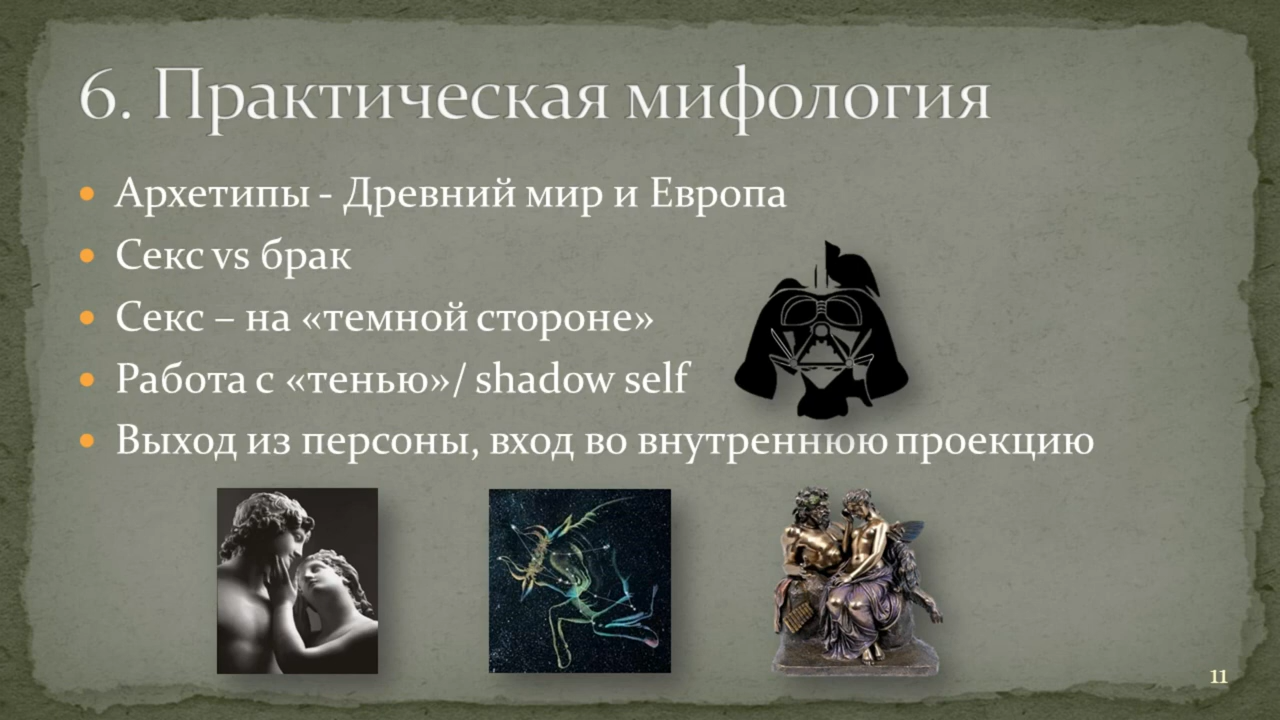 6. Практическая мифология
• Архетипы - Древний мир и Европа
• Секс vs брак
• Секс – на «темной стороне»
• Работа с «тенью»/ shadow self
• Выход из персоны, вход во внутреннюю проекцию
11